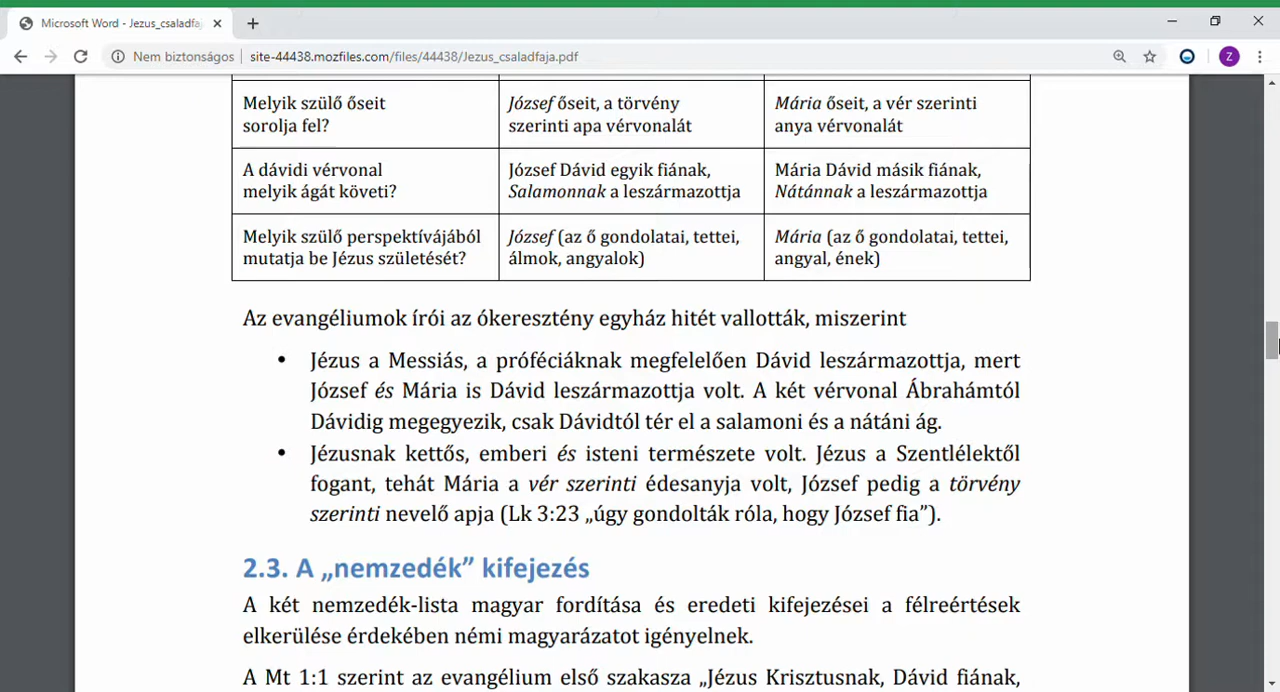 Microsoft Word - Jezus_csaladfa
Nem biztonságos
site-44438.mozfiles.com/files/44438/Jezus_csaladfaja.pdf
Z
Melyik szülő őseit
sorolja fel?
József őseit, a törvény
szerinti apa vérvonalát
Mária őseit, a vér szerinti
anya vérvonalát
A dávidi vérvonal
melyik ágát követi?
József Dávid egyik fiának,
Salamonnak a leszármazottja
Mária Dávid másik fiának,
Nátánnak a leszármazottja
Melyik szülő perspektívájából
mutatja be Jézus születését?
József (az ő gondolatai, tettei,
álmok, angyalok)
Mária (az ő gondolatai, tettei,
angyal, ének)
Az evangéliumok írói az ókeresztény egyház hitét vallották, miszerint
• Jézus a Messiás, a próféciáknak megfelelően Dávid leszármazottja, mert
József és Mária is Dávid leszármazottja volt. A két vérvonal Ábrahámtól
Dávidig megegyezik, csak Dávidtól tér el a salamoni és a nátáni ág.
• Jézusnak kettős, emberi és isteni természete volt. Jézus a Szentlélektől
fogant, tehát Mária a vér szerinti édesanyja volt, József pedig a törvény
szerinti nevelő apja (Lk 3:23 „úgy gondolták róla, hogy József fia”).
2.3. A „nemzedék” kifejezés
A két nemzedék-lista magyar fordítása és eredeti kifejezései a félreértések
elkerülése érdekében némi magyarázatot igényelnek.
A Mt 1:1 szerint az evangélium első szakasza „Jézus Krisztusnak, Dávid fiának,